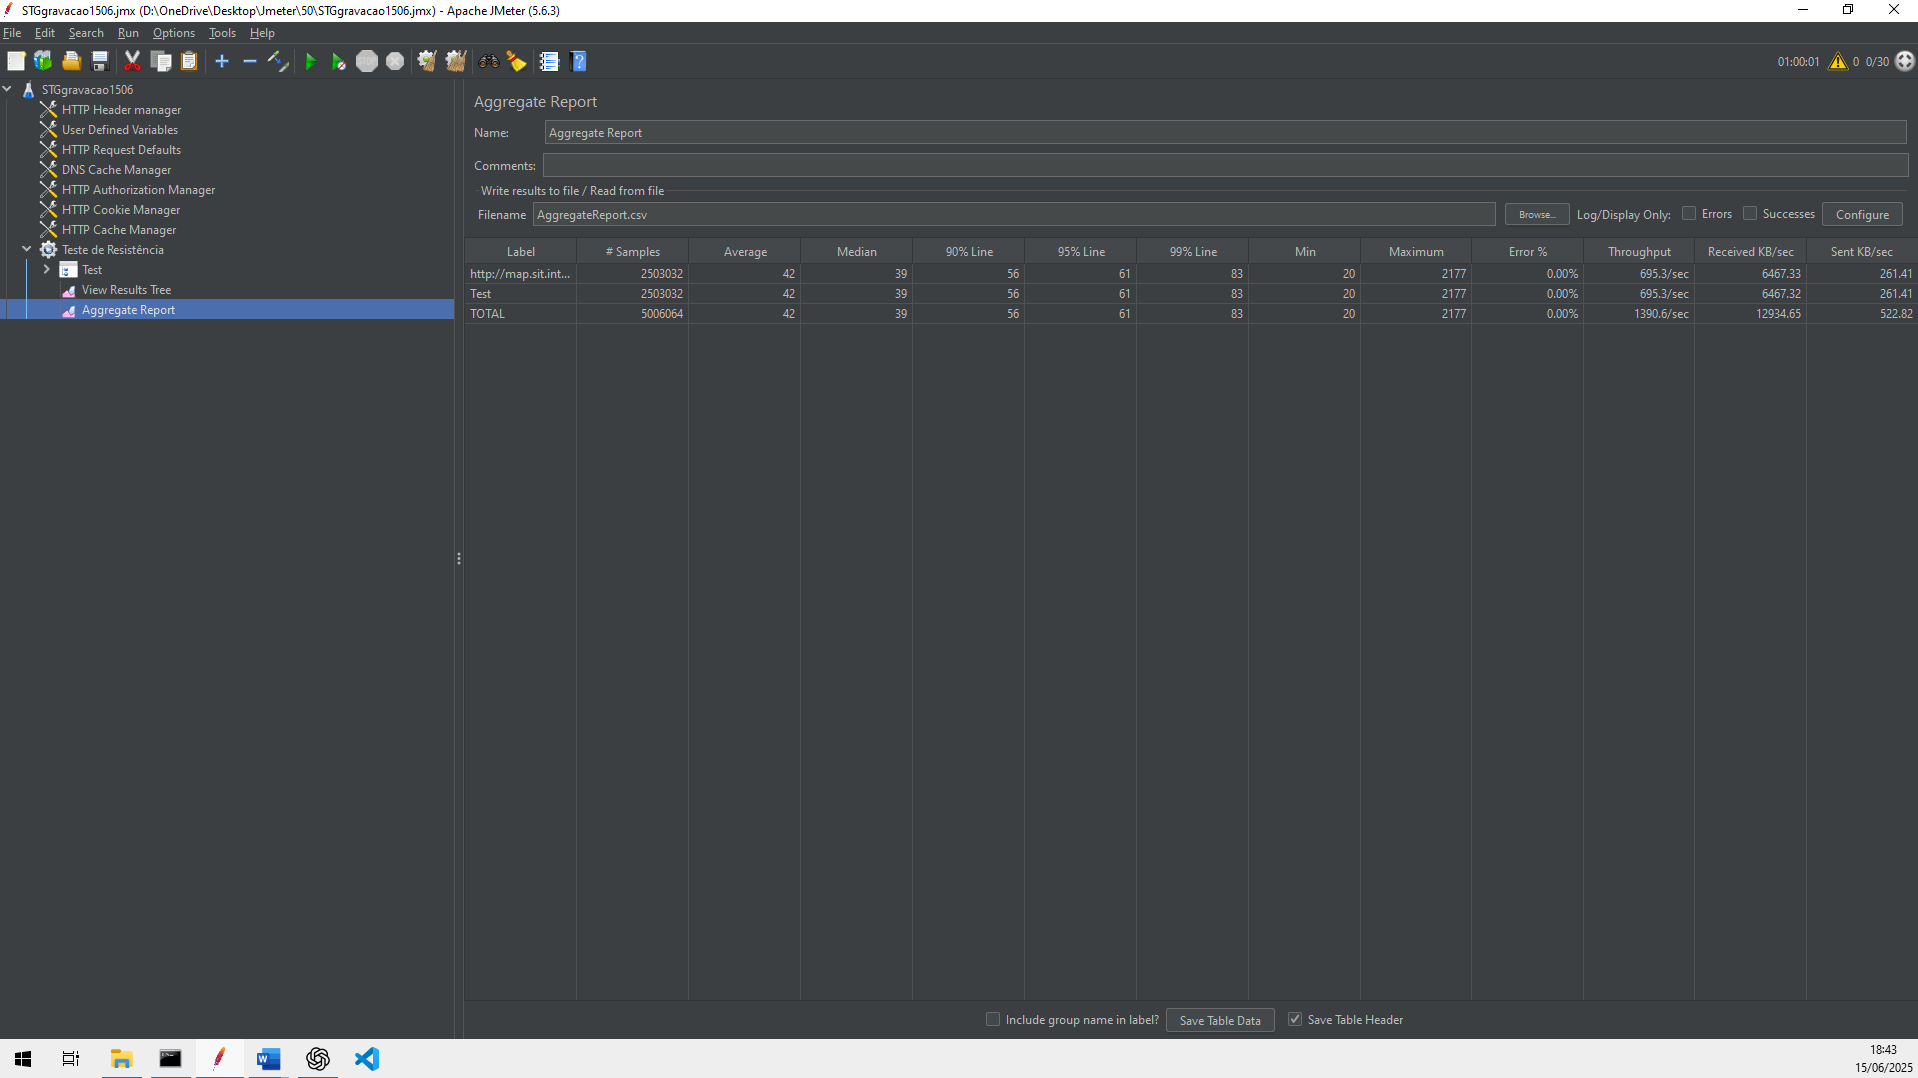 STGgravacao1506.jmx (D:\OneDrive\Desktop\Jmeter\50\STGgravacao1506.jmx) - Apache JMeter (5.6.3)
File Edit Search Run Options Tools Help
01:00:01 0 0/30
STGgravacao1506
HTTP Header manager
User Defined Variables
HTTP Request Defaults
DNS Cache Manager
HTTP Authorization Manager
HTTP Cookie Manager
HTTP Cache Manager
Teste de Resistência
Test
View Results Tree
Aggregate Report
Aggregate Report
Name: Aggregate Report
Comments:
Write results to file / Read from file
Filename AggregateReport.csv Browse... Log/Display Only: Errors Successes Configure
Label # Samples Average Median 90% Line 95% Line 99% Line Min Maximum Error % Throughput Received KB/sec Sent KB/sec
http://map.sit.int... 2503032 42 39 56 61 83 20 2177 0.00% 695.3/sec 6467.33 261.41
Test 2503032 42 39 56 61 83 20 2177 0.00% 695.3/sec 6467.32 261.41
TOTAL 5006064 42 39 56 61 83 20 2177 0.00% 1390.6/sec 12934.65 522.82
Include group name in label? Save Table Data Save Table Header
18:43
15/06/2025